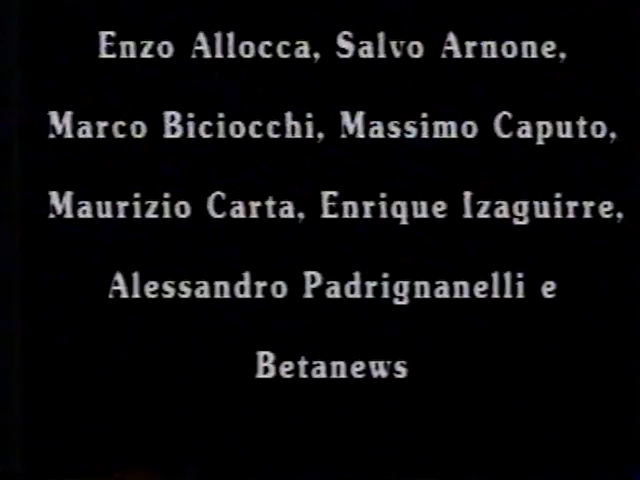 Enzo Allocca, Salvo Arnone,
Marco Biciocchi, Massimo Caputo,
Maurizio Carta, Enrique Izaguirre,
Alessandro Padrignanelli e
Betanews